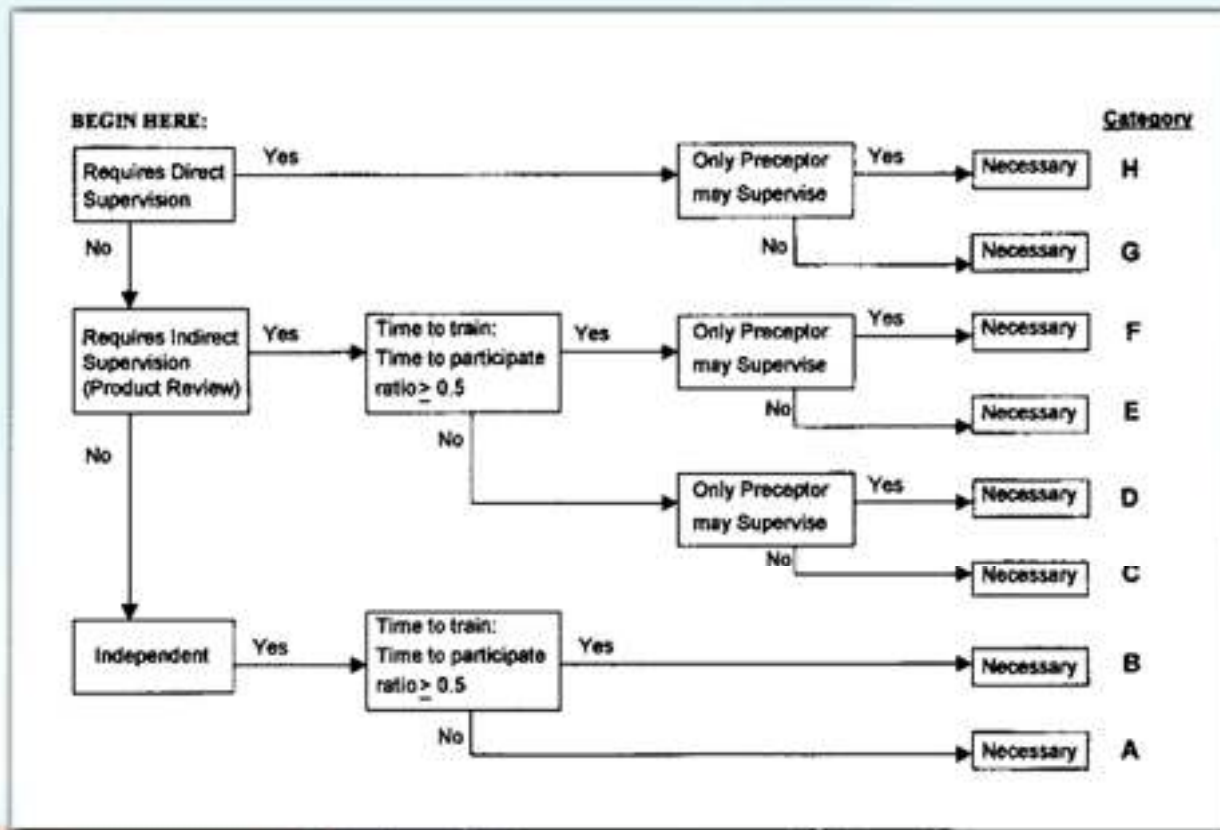 BEGIN HERE:
Category
Requires Direct
Supervision
Yes
Only Preceptor
may Supervise
Yes
Necessary
H
No
No
Necessary
G
Requires Indirect
Supervision
(Product Review)
Yes
Time to train:
Time to participate
ratio ≥ 0.5
Yes
Only Preceptor
may Supervise
Yes
Necessary
F
No
Necessary
E
No
No
Only Preceptor
may Supervise
Yes
Necessary
D
No
Necessary
C
Independent
Yes
Time to train:
Time to participate
ratio ≥ 0.5
Yes
Necessary
B
No
Necessary
A